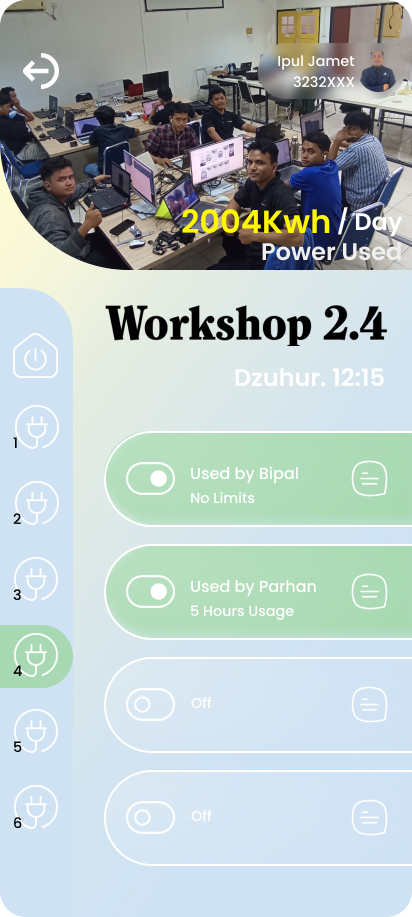 Ipul Jamet
3232XXX
2004Kwh / Day
Power Used
Workshop 2.4
Dzuhur. 12:15
1
2
3
4
5
6
Used by Bipal
No Limits
Used by Parhan
5 Hours Usage
Off
Off